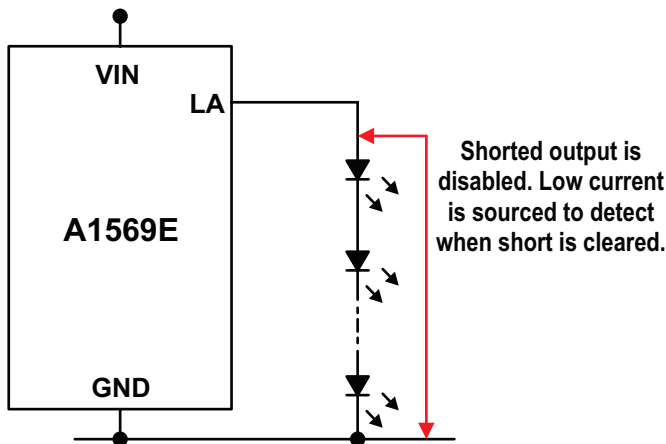 VIN
LA
A1569E
GND
Shorted output is
disabled. Low current
is sourced to detect
when short is cleared.